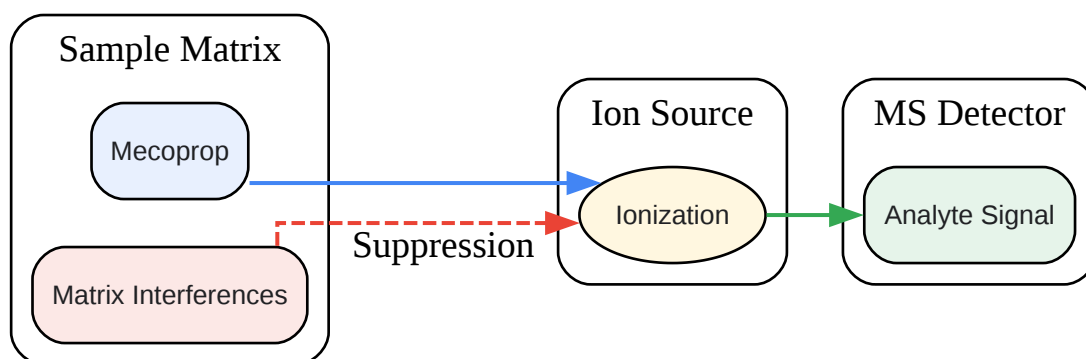 Sample Matrix
Mecoprop
Matrix Interferences
Suppression
Ion Source
Ionization
MS Detector
Analyte Signal